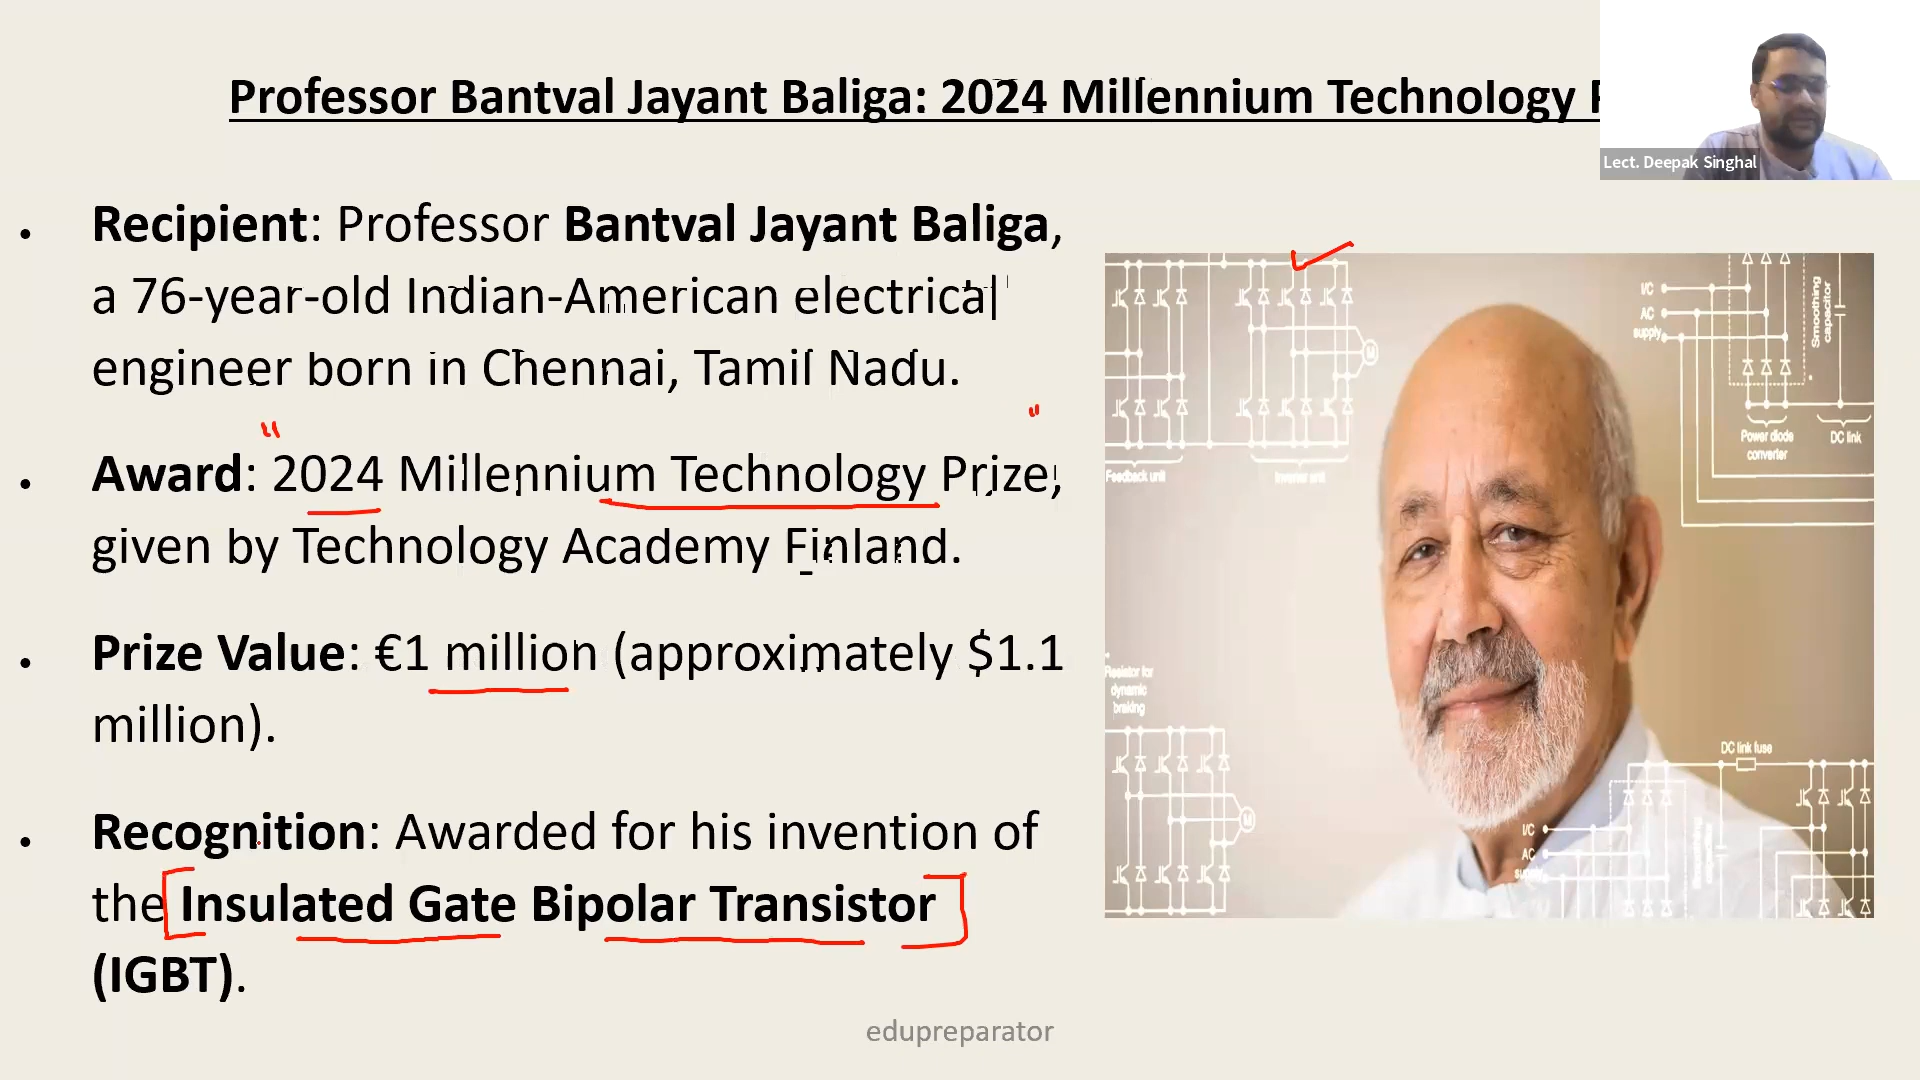 Professor Bantval Jayant Baliga: 2024 Millennium Technology
Lect. Deepak Singhal
• Recipient: Professor Bantval Jayant Baliga,
a 76-year-old Indian-American electrical
engineer born in Chennai, Tamil Nadu.
• Award: 2024 Millennium Technology Prize,
given by Technology Academy Finland.
• Prize Value: €1 million (approximately $1.1
million).
• Recognition: Awarded for his invention of
the Insulated Gate Bipolar Transistor
(IGBT).
I/C
AC
supply
Smoothing
capacitor
M
Power diode
converter
DC link
Feedback unit
Inverter unit
Resistor for
dynamic
braking
M
DC link fuse
I/C
AC
supply
edupreparator